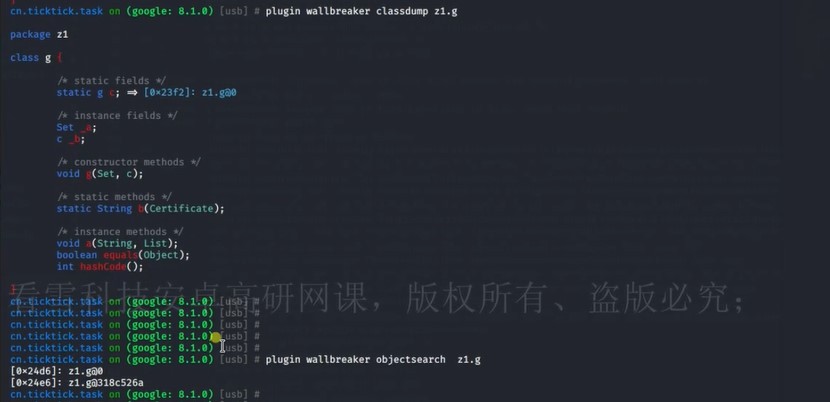 cn.ticktick.task on (google: 8.1.0) [usb] # plugin wallbreaker classdump z1.g
package z1
class g {
/* static fields */
static g c; => [0×23f2]: z1.g@0
/* instance fields */
Set _a;
c _b;
/* constructor methods */
void g(Set, c);
/* static methods */
static String b(Certificate);
/* instance methods */
void a(String, List);
boolean equals(Object);
int hashCode();
}
看雪科技安卓高研网课，版权所有、盗版必究；
cn.ticktick.task on (google: 8.1.0) [usb] #
cn.ticktick.task on (google: 8.1.0) [usb] #
cn.ticktick.task on (google: 8.1.0) [usb] #
cn.ticktick.task on (google: 8.1.0) [usb] #
cn.ticktick.task on (google: 8.1.0) [usb] #
cn.ticktick.task on (google: 8.1.0) [usb] # plugin wallbreaker objectsearch  z1.g
[0×24d6]: z1.g@0
[0×24e6]: z1.g@318c526a
cn.ticktick.task on (google: 8.1.0) [usb] #